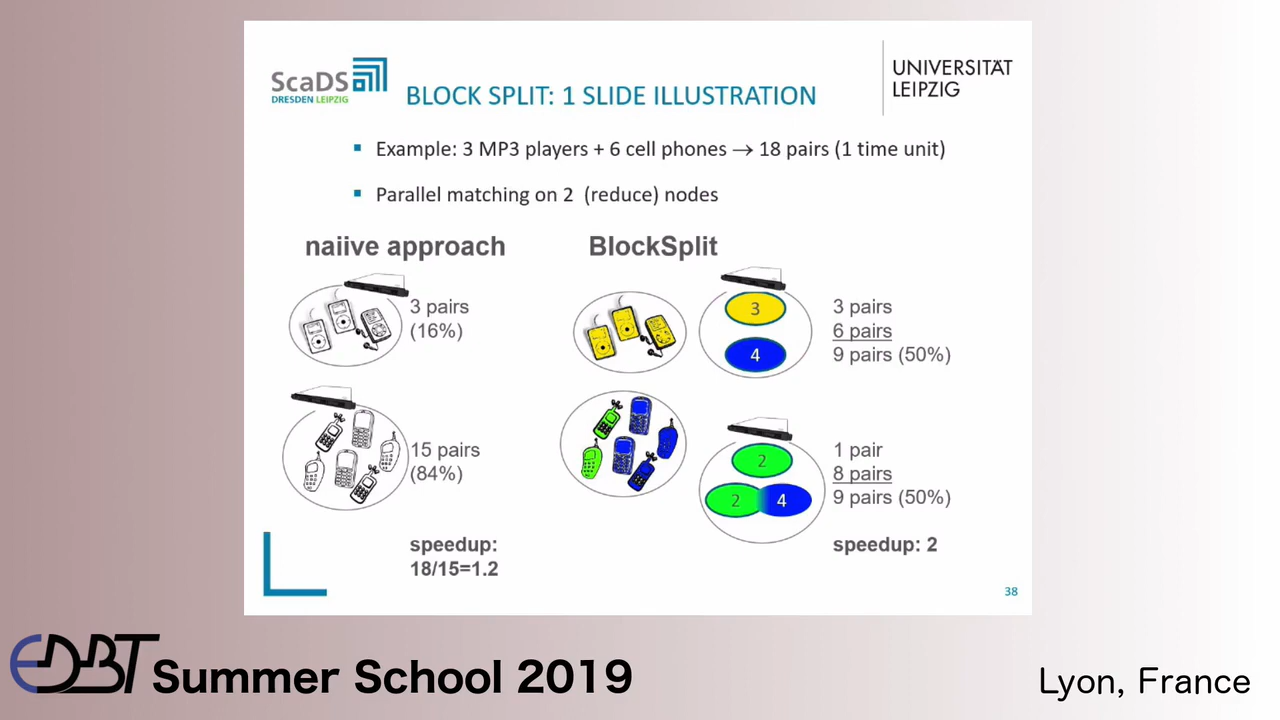 ScaDS
DRESDEN LEIPZIG
UNIVERSITÄT
LEIPZIG
BLOCK SPLIT: 1 SLIDE ILLUSTRATION
▪ Example: 3 MP3 players + 6 cell phones → 18 pairs (1 time unit)
▪ Parallel matching on 2 (reduce) nodes
naiive approach
3 pairs
(16%)
15 pairs
(84%)
speedup:
18/15=1.2
BlockSplit
3
4
3 pairs
6 pairs
9 pairs (50%)
2
2 4
1 pair
8 pairs
9 pairs (50%)
speedup: 2
38
EDBT Summer School 2019
Lyon, France